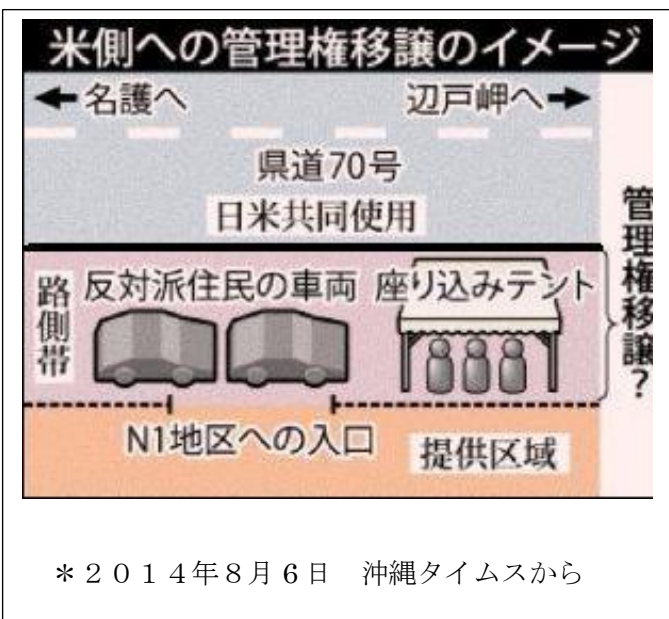 米側への管理権移譲のイメージ
←名護へ
辺戸岬へ→
県道70号
日米共同使用
管理権移譲？
路側帯
反対派住民の車両
座り込みテント
N1地区への入口
提供区域
＊２０１４年８月６日　沖縄タイムスから